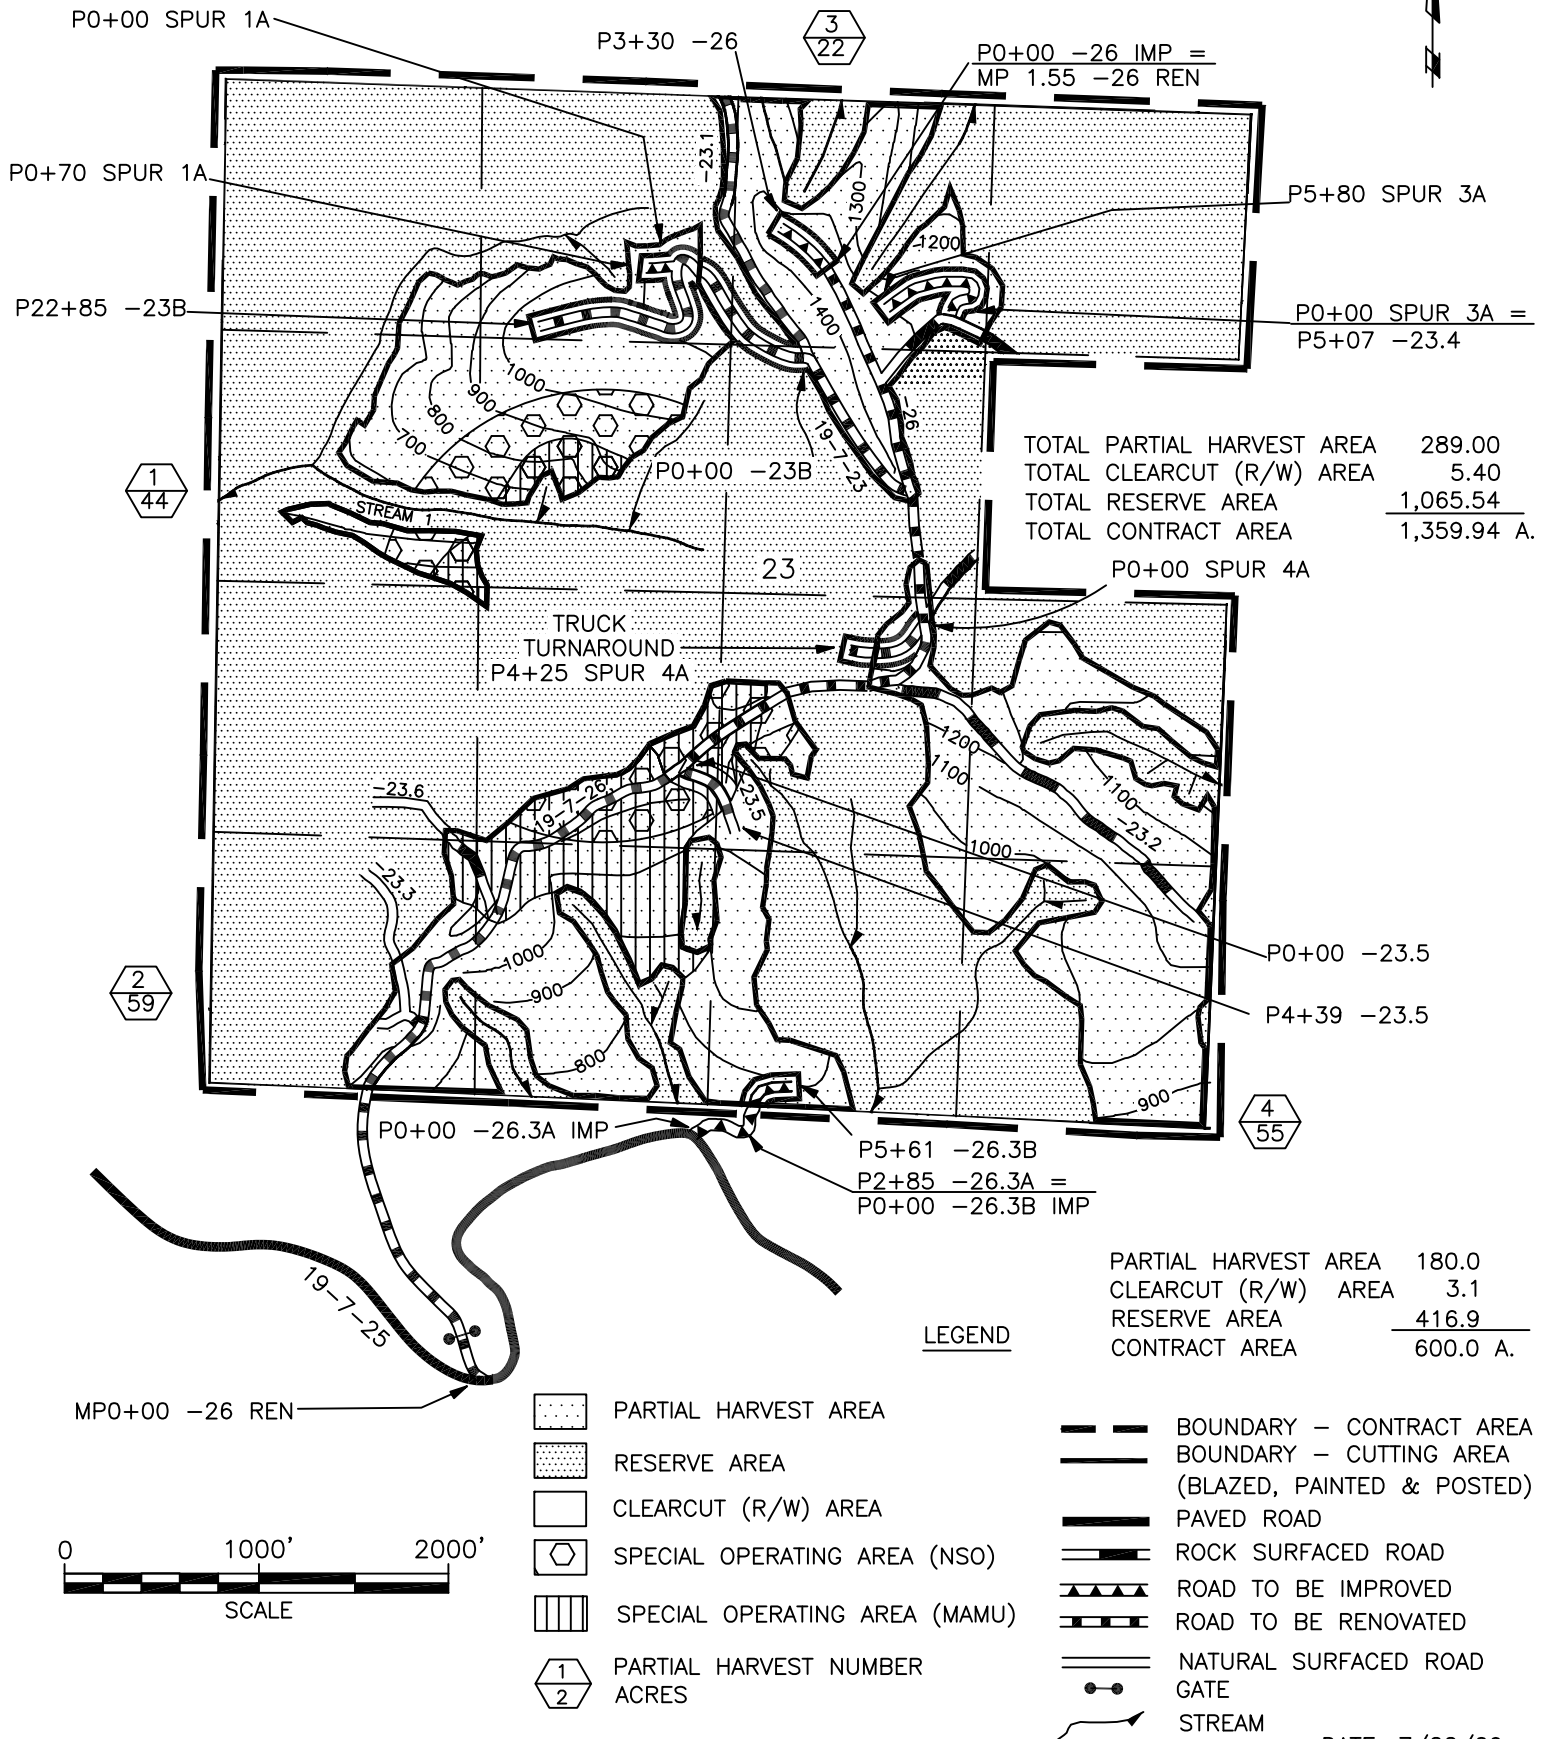 P0+00 SPUR 1A
P3+30 -26
3
22
P0+00 -26 IMP =
MP 1.55 -26 REN
P0+70 SPUR 1A
-23.1
1300
P5+80 SPUR 3A
1200
P22+85 -23B
1400
P0+00 SPUR 3A =
P5+07 -23.4
1000
900
800
700
-26
19-7-23
P0+00 -23B
TOTAL PARTIAL HARVEST AREA 289.00
TOTAL CLEARCUT (R/W) AREA 5.40
TOTAL RESERVE AREA 1,065.54
TOTAL CONTRACT AREA 1,359.94 A.
1
44
STREAM 1
23
P0+00 SPUR 4A
TRUCK
TURNAROUND
P4+25 SPUR 4A
1200
1100
1100
-23.2
-23.6
19-7-26
-23.5
1000
-23.3
1000
900
800
P0+00 -23.5
2
59
P4+39 -23.5
900
4
55
P0+00 -26.3A IMP
P5+61 -26.3B
P2+85 -26.3A =
P0+00 -26.3B IMP
19-7-25
PARTIAL HARVEST AREA 180.0
CLEARCUT (R/W) AREA 3.1
RESERVE AREA 416.9
CONTRACT AREA 600.0 A.
LEGEND
MP0+00 -26 REN
PARTIAL HARVEST AREA
RESERVE AREA
CLEARCUT (R/W) AREA
SPECIAL OPERATING AREA (NSO)
SPECIAL OPERATING AREA (MAMU)
1
2
PARTIAL HARVEST NUMBER
ACRES
BOUNDARY - CONTRACT AREA
BOUNDARY - CUTTING AREA
(BLAZED, PAINTED & POSTED)
PAVED ROAD
ROCK SURFACED ROAD
ROAD TO BE IMPROVED
ROAD TO BE RENOVATED
NATURAL SURFACED ROAD
GATE
STREAM
0 1000' 2000'
SCALE